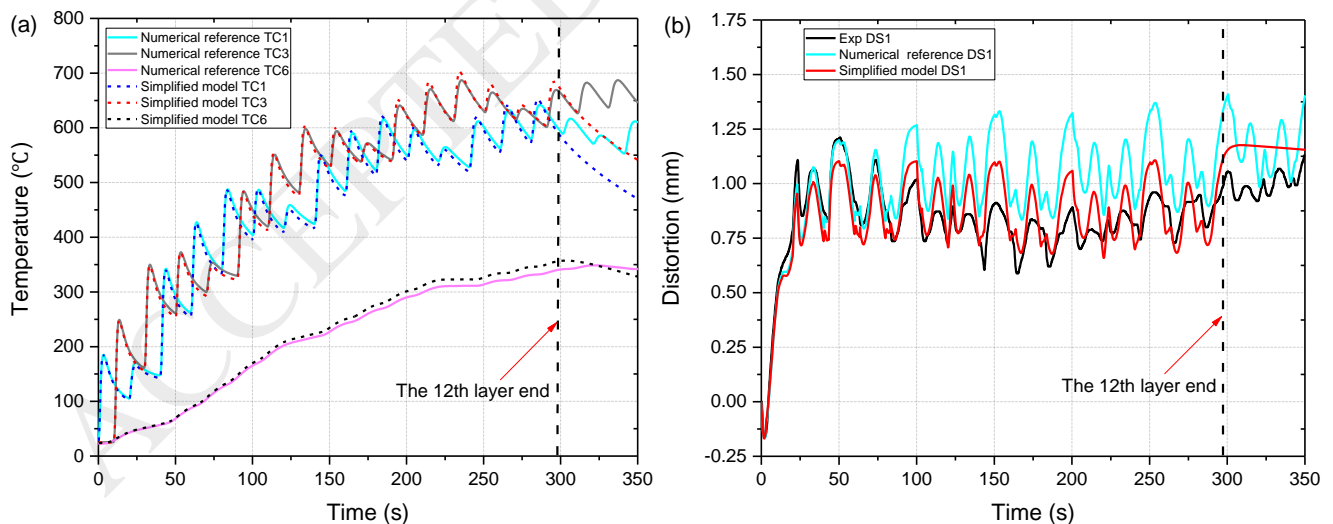 (a)
Numerical reference TC1
Numerical reference TC3
Numerical reference TC6
Simplified model TC1
Simplified model TC3
Simplified model TC6
800
700
600
500
400
300
200
100
0
Temperature (℃)
The 12th layer end
0 50 100 150 200 250 300 350
Time (s)
ACCEPTED
(b)
Exp DS1
Numerical reference DS1
Simplified model DS1
1.75
1.50
1.25
1.00
0.75
0.50
0.25
0.00
-0.25
Distortion (mm)
The 12th layer end
0 50 100 150 200 250 300 350
Time (s)